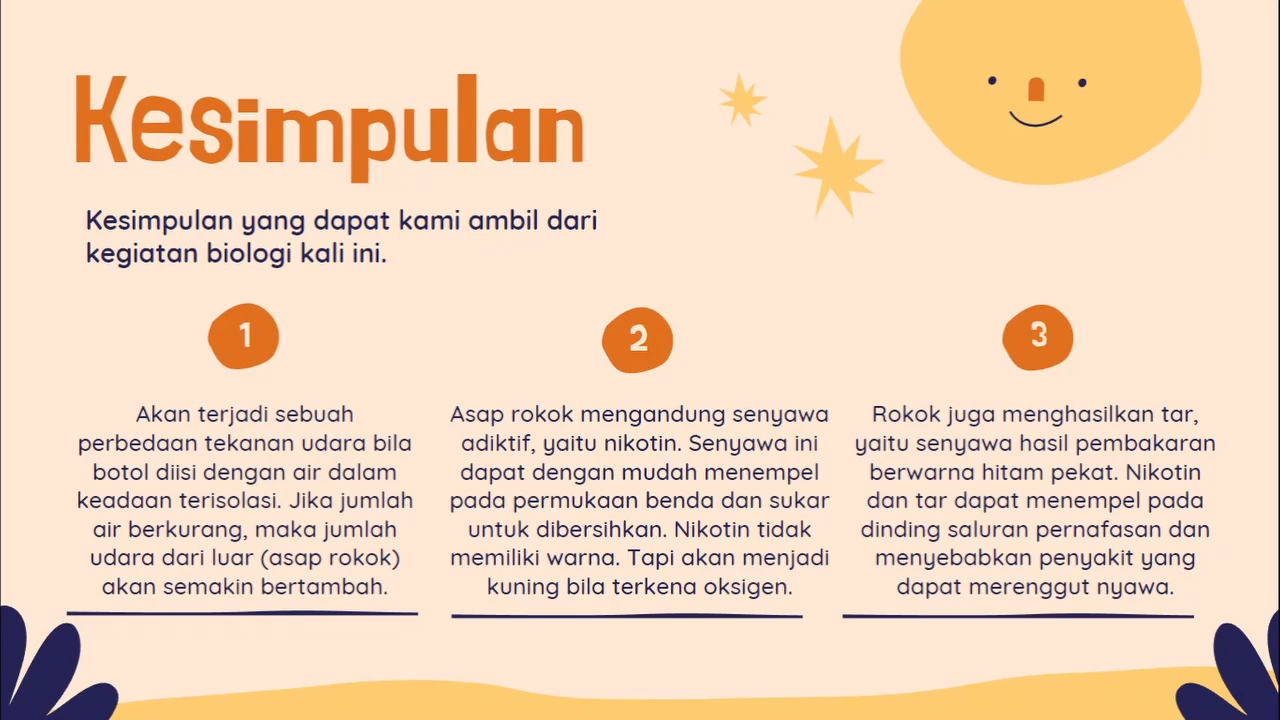 Kesimpulan
Kesimpulan yang dapat kami ambil dari
kegiatan biologi kali ini.
1
Akan terjadi sebuah
perbedaan tekanan udara bila
botol diisi dengan air dalam
keadaan terisolasi. Jika jumlah
air berkurang, maka jumlah
udara dari luar (asap rokok)
akan semakin bertambah.
2
Asap rokok mengandung senyawa
adiktif, yaitu nikotin. Senyawa ini
dapat dengan mudah menempel
pada permukaan benda dan sukar
untuk dibersihkan. Nikotin tidak
memiliki warna. Tapi akan menjadi
kuning bila terkena oksigen.
3
Rokok juga menghasilkan tar,
yaitu senyawa hasil pembakaran
berwarna hitam pekat. Nikotin
dan tar dapat menempel pada
dinding saluran pernafasan dan
menyebabkan penyakit yang
dapat merenggut nyawa.